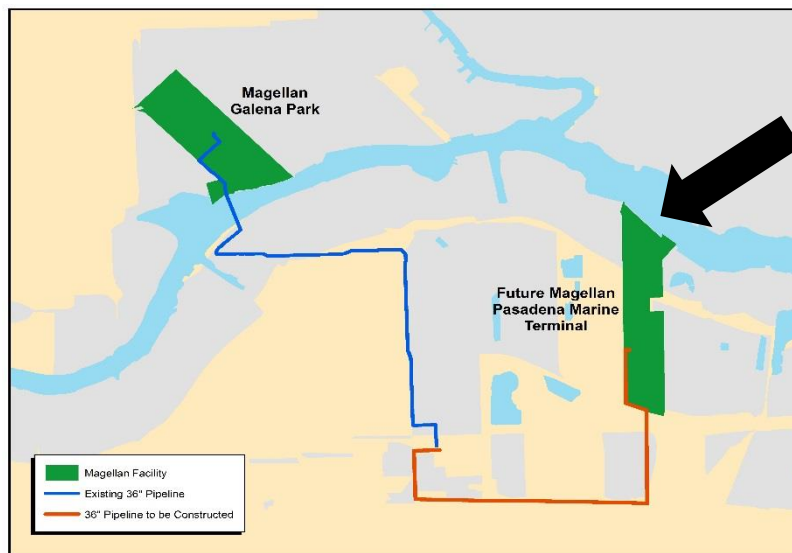 Magellan
Galena Park
Future Magellan
Pasadena Marine
Terminal
Magellan Facility
Existing 36" Pipeline
36" Pipeline to be Constructed